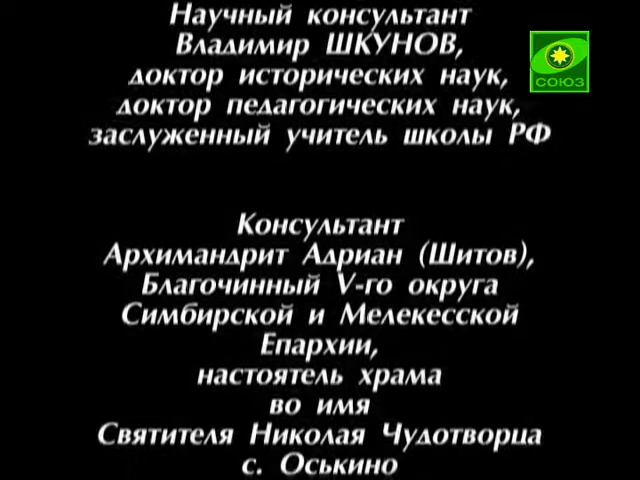 Научный консультант
Владимир ШКУНОВ,
доктор исторических наук,
доктор педагогических наук,
заслуженный учитель школы РФ
СОЮЗ
Консультант
Архимандрит Адриан (Шитов),
Благочинный V-го округа
Симбирской и Мелекесской
Епархии,
настоятель храма
во имя
Святителя Николая Чудотворца
с. Оськино